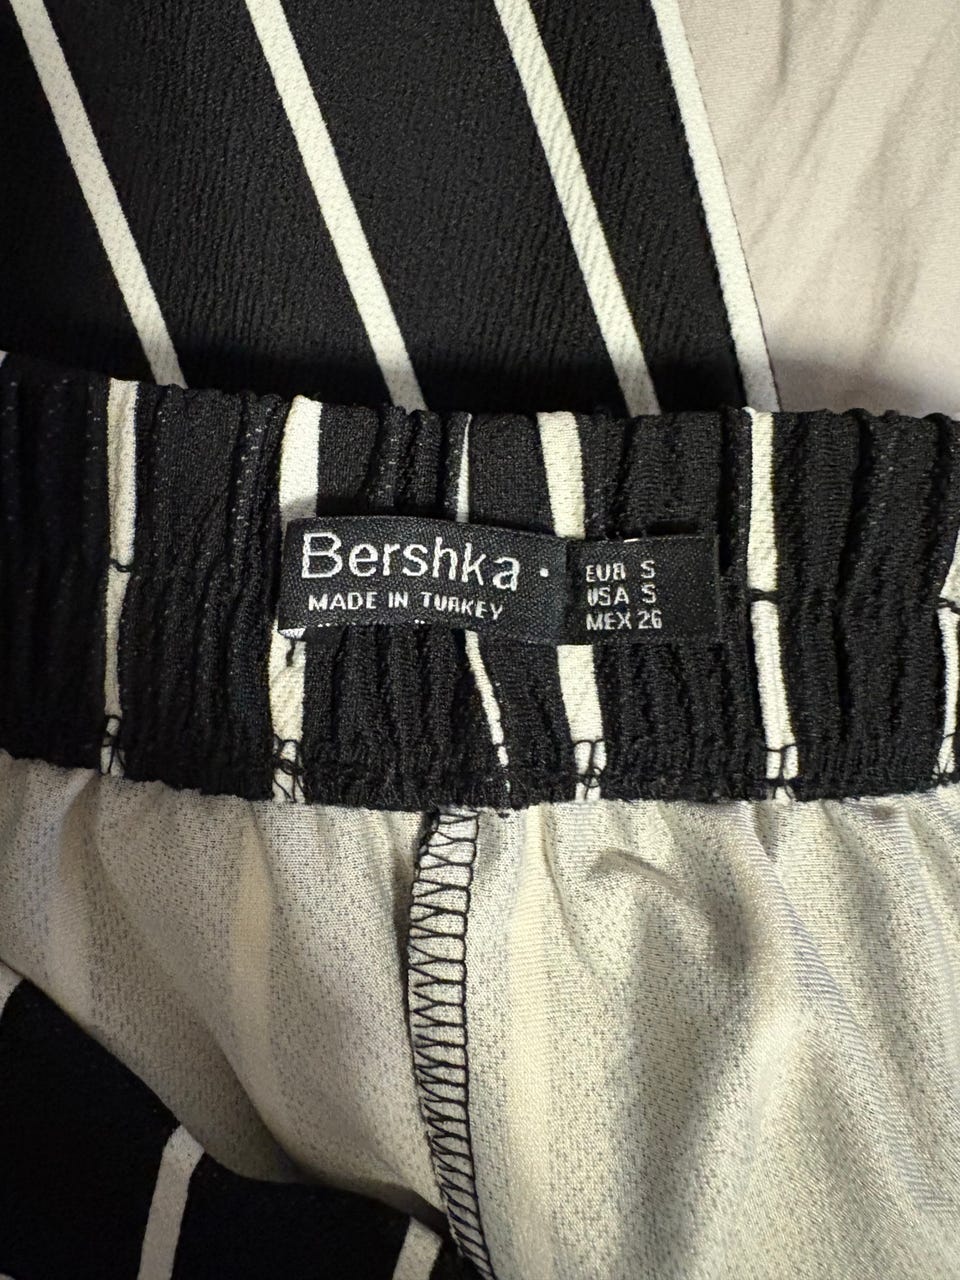 Bershka
MADE IN TURKEY
EUR S
USA S
MEX 26